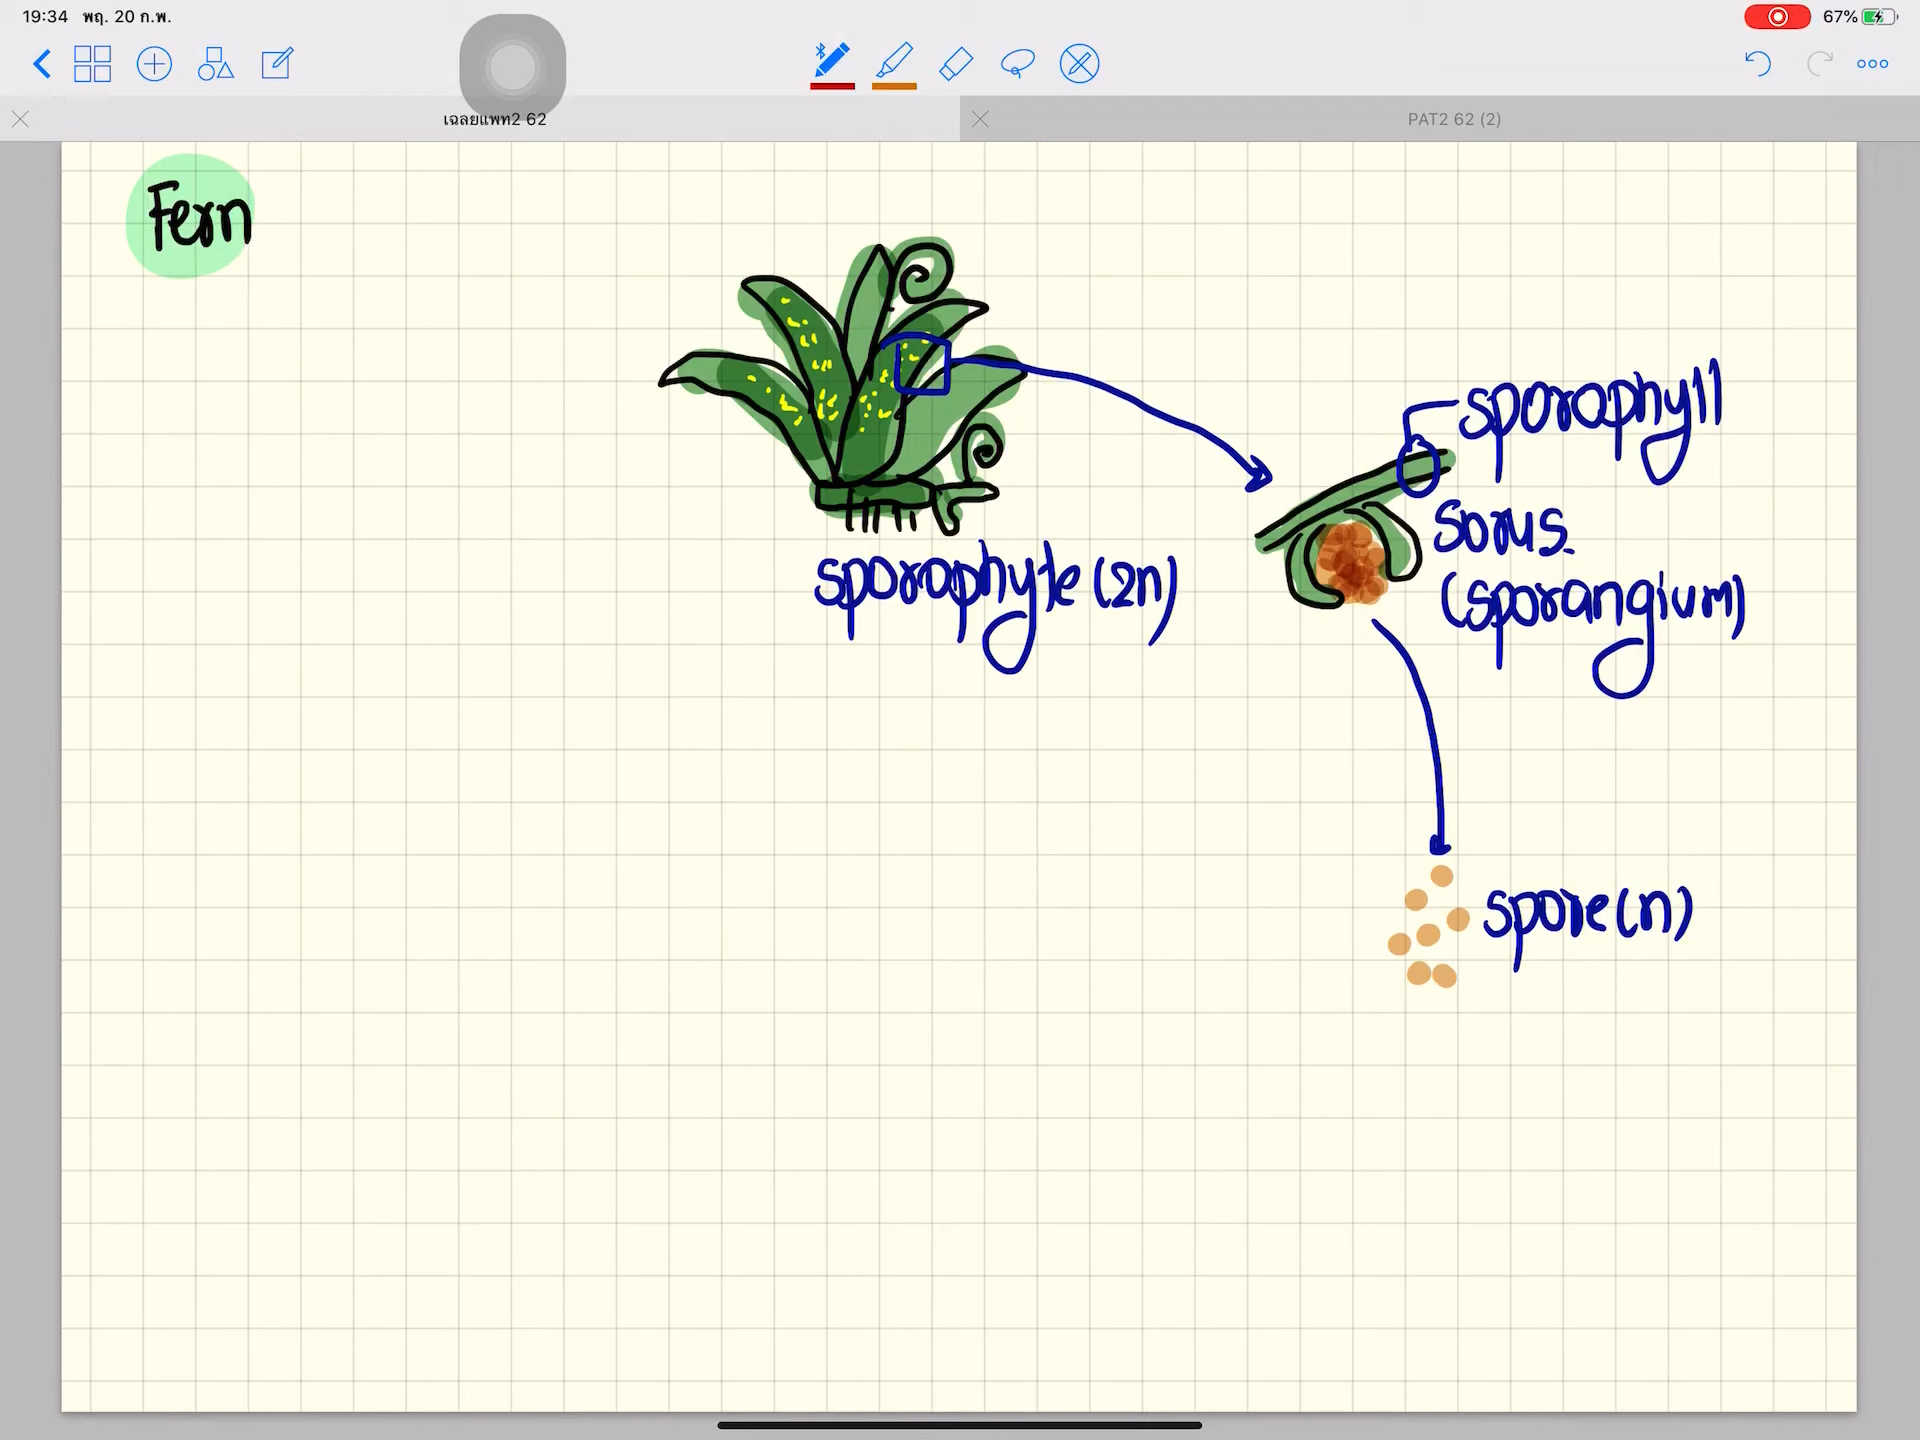 19:34 พฤ. 20 ก.พ.
67%
เฉลยแพท2 62
PAT2 62 (2)
Fern
sporophyll
sorus
(sporangium)
sporophyte (2n)
spore (n)